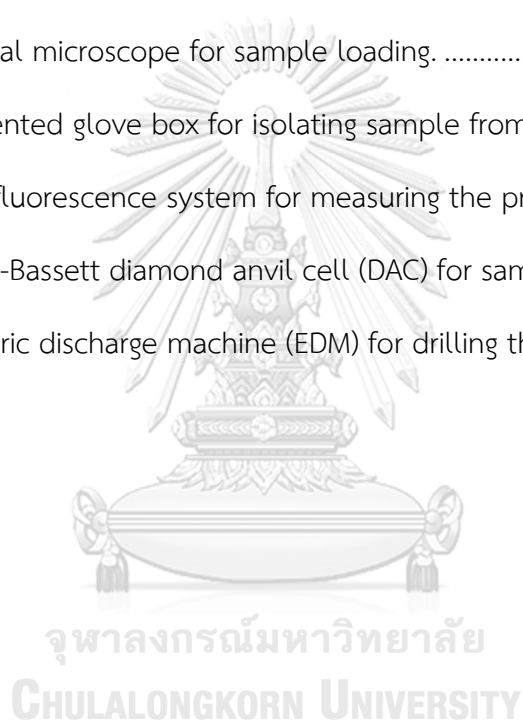 al microscope for sample loading. ...........
ented glove box for isolating sample from
fluorescence system for measuring the pr
-Bassett diamond anvil cell (DAC) for sam
ric discharge machine (EDM) for drilling th
จุฬาลงกรณ์มหาวิทยาลัย
CHULALONGKORN UNIVERSITY